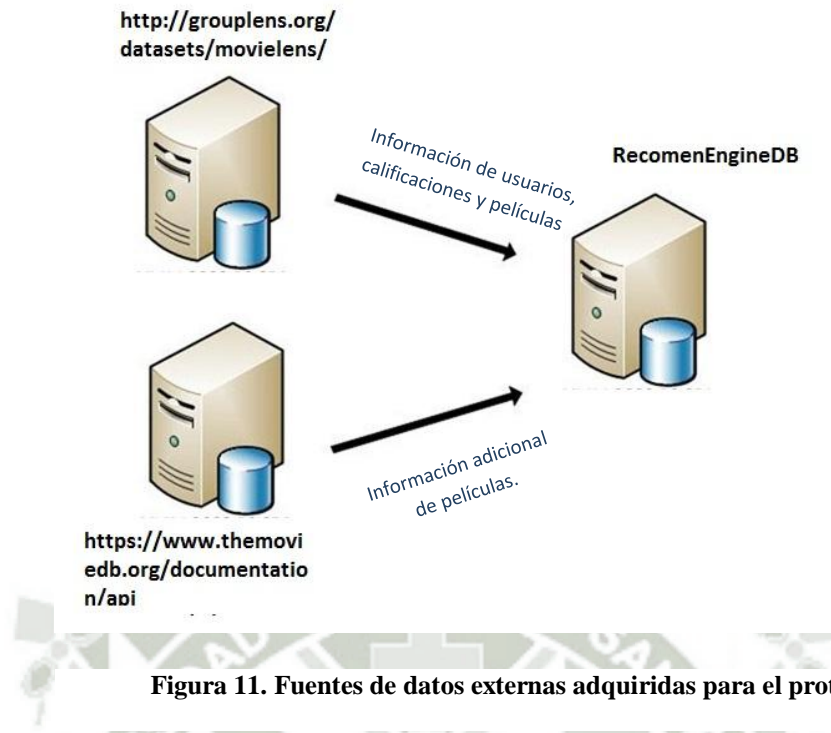 http://grouplens.org/
datasets/movielens/
Información de usuarios,
calificaciones y películas
RecomenEngineDB
Información adicional
de películas.
https://www.themovi
edb.org/documentatio
n/api
Figura 11. Fuentes de datos externas adquiridas para el